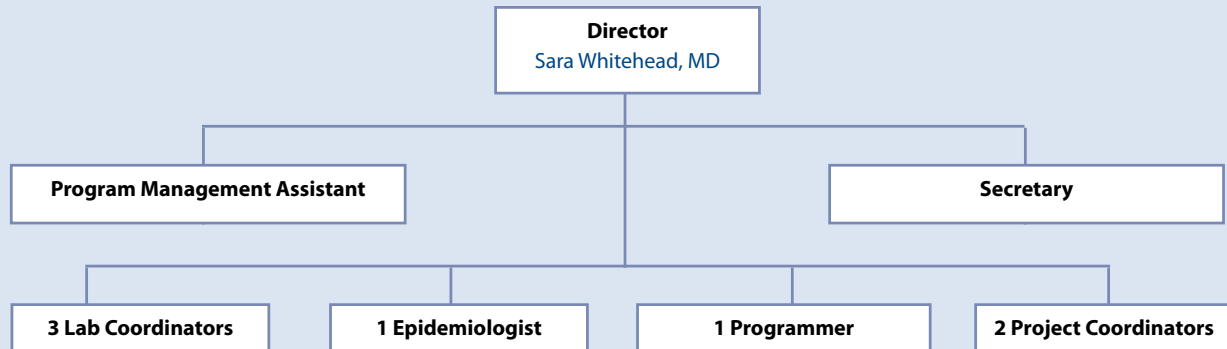 Director
Sara Whitehead, MD
Program Management Assistant
Secretary
3 Lab Coordinators
1 Epidemiologist
1 Programmer
2 Project Coordinators